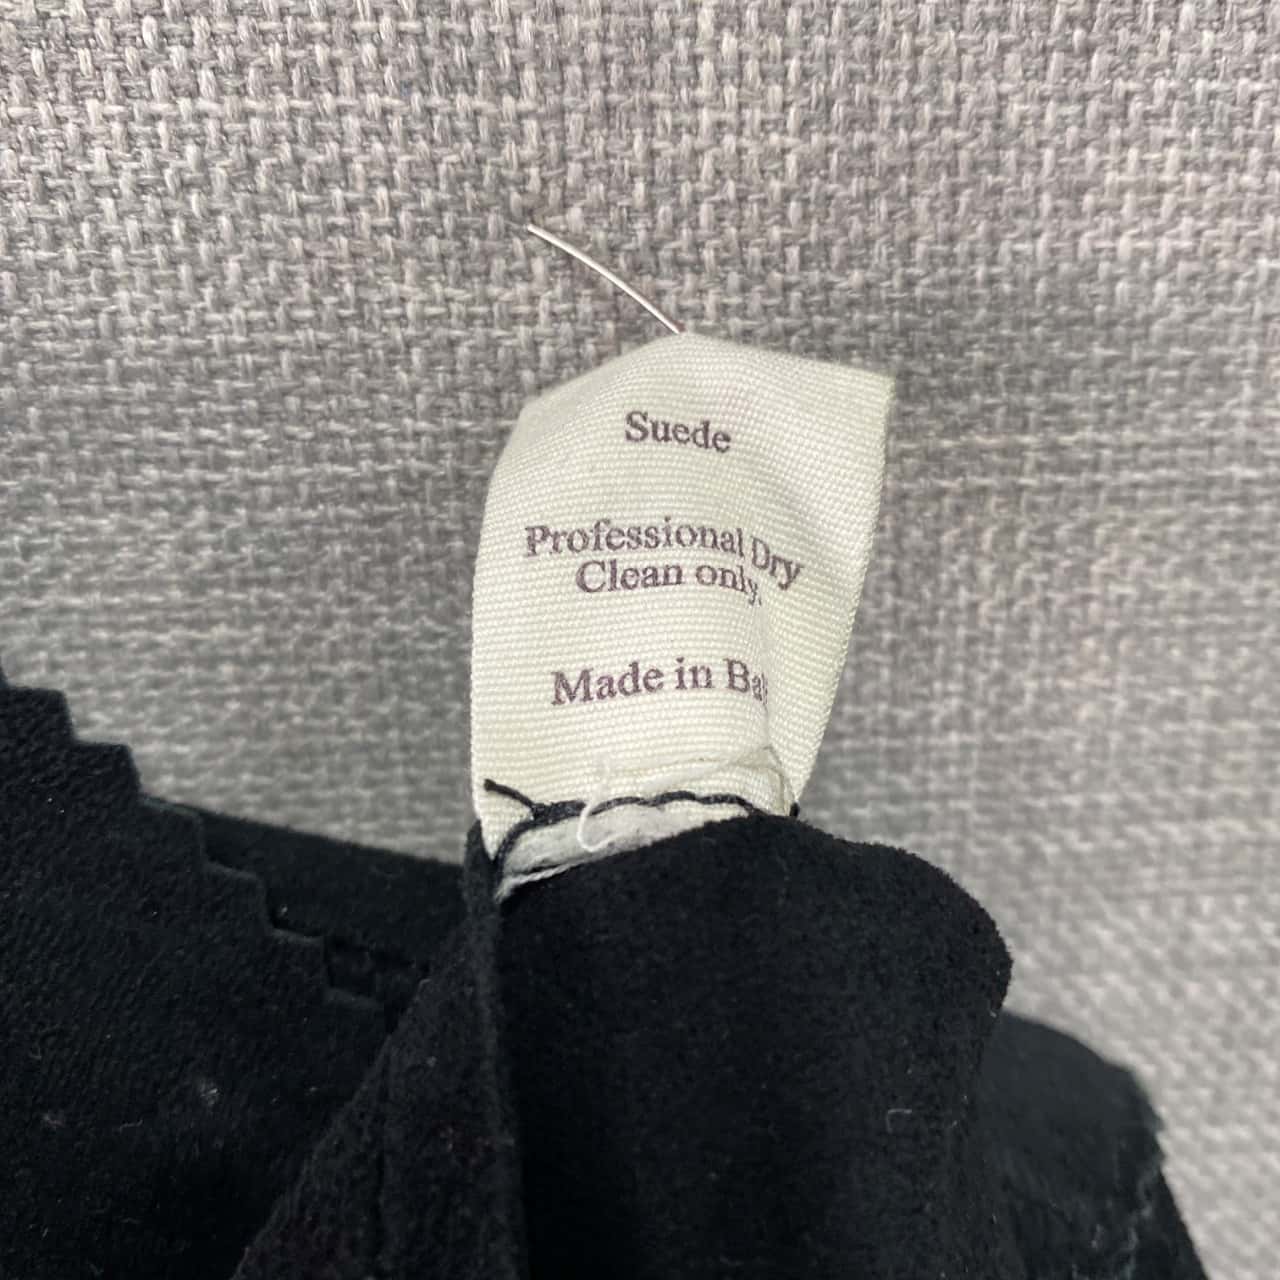 Suede
Professional Dry
Clean only.
Made in